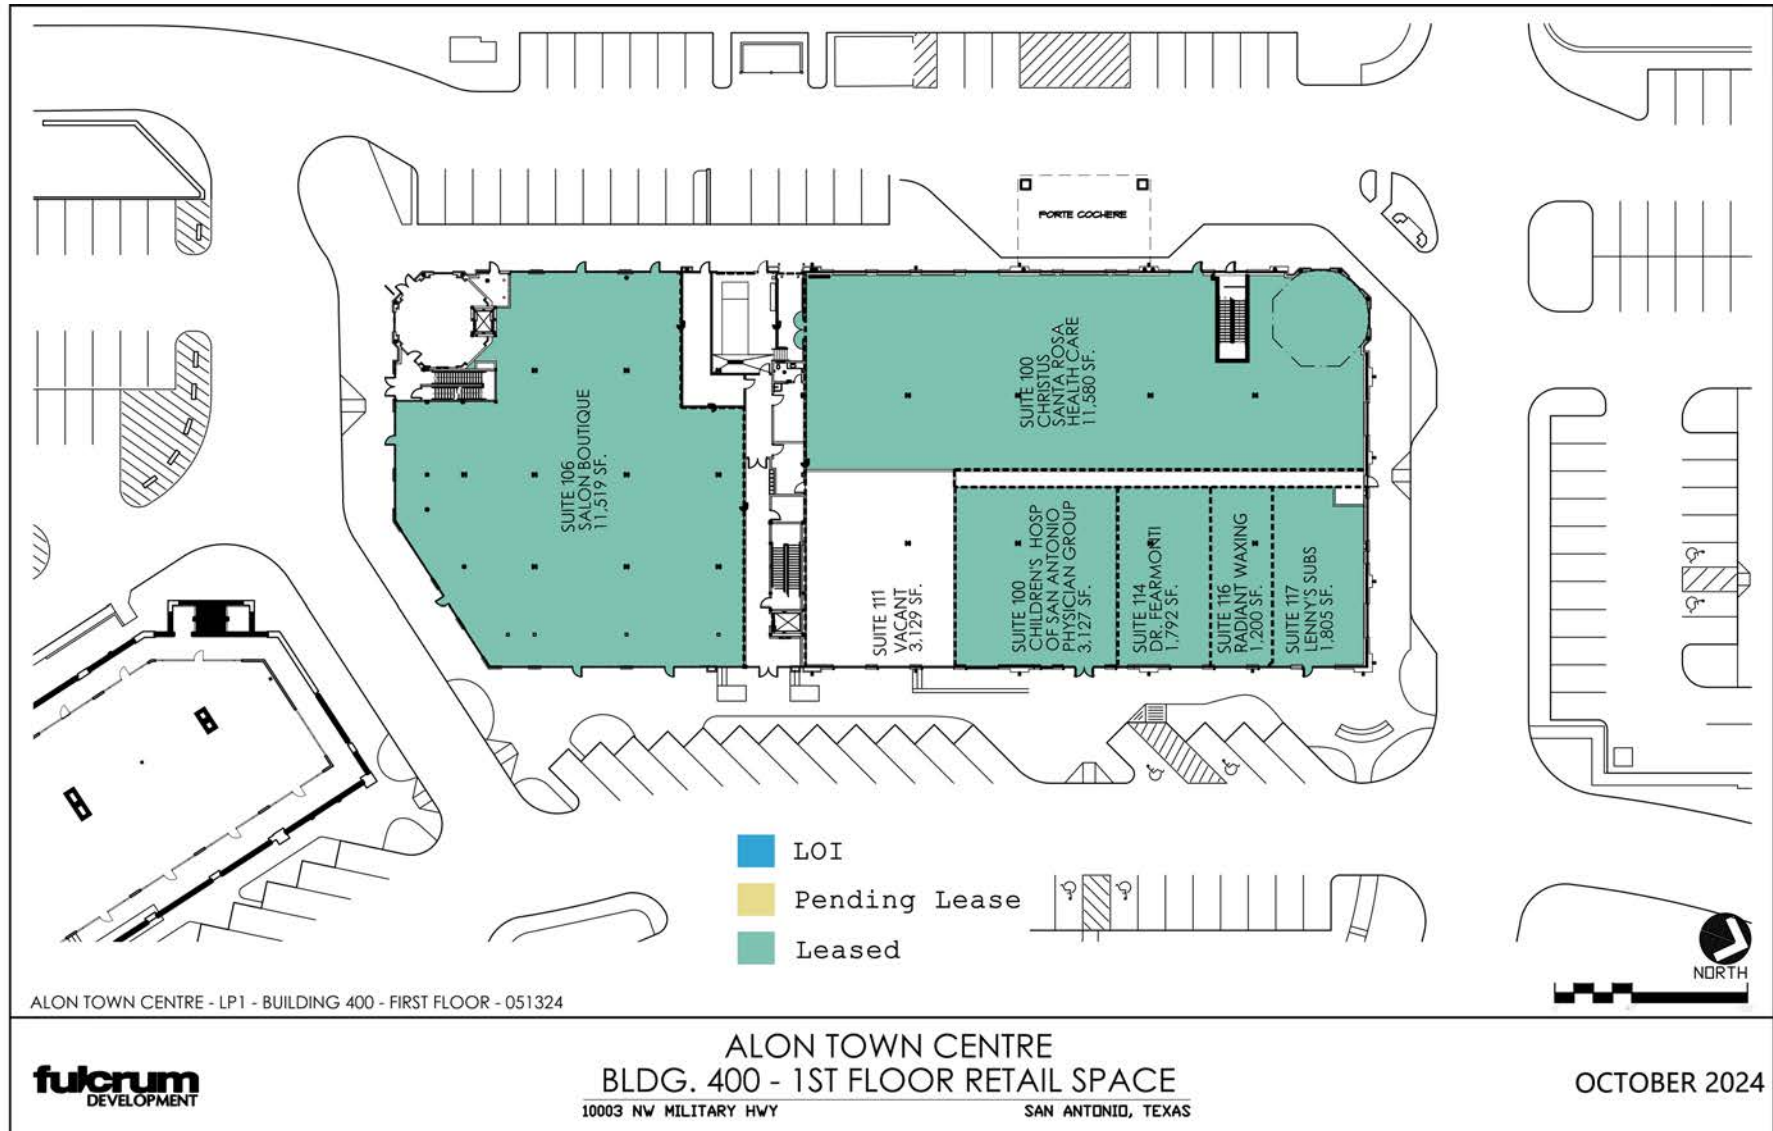 PORTE COCHERE
SUITE 106
SALON BOUTIQUE
11,519 SF.
SUITE 100
CHRISTUS
SANTA ROSA
HEALTH CARE
11,580 SF.
SUITE 111
VACANT
3,129 SF.
SUITE 100
CHILDREN'S HOSP
OF SAN ANTONIO
PHYSICIAN GROUP
3,127 SF.
SUITE 114
DR. FEARMONTI
1,792 SF.
SUITE 116
RADIANT WAXING
1,200 SF.
SUITE 117
LENNY'S SUBS
1,805 SF.
LOI
Pending Lease
Leased
NORTH
ALON TOWN CENTRE - LP1 - BUILDING 400 - FIRST FLOOR - 051324
fulcrum
DEVELOPMENT
ALON TOWN CENTRE
BLDG. 400 - 1ST FLOOR RETAIL SPACE
10003 NW MILITARY HWY SAN ANTONIO, TEXAS
OCTOBER 2024